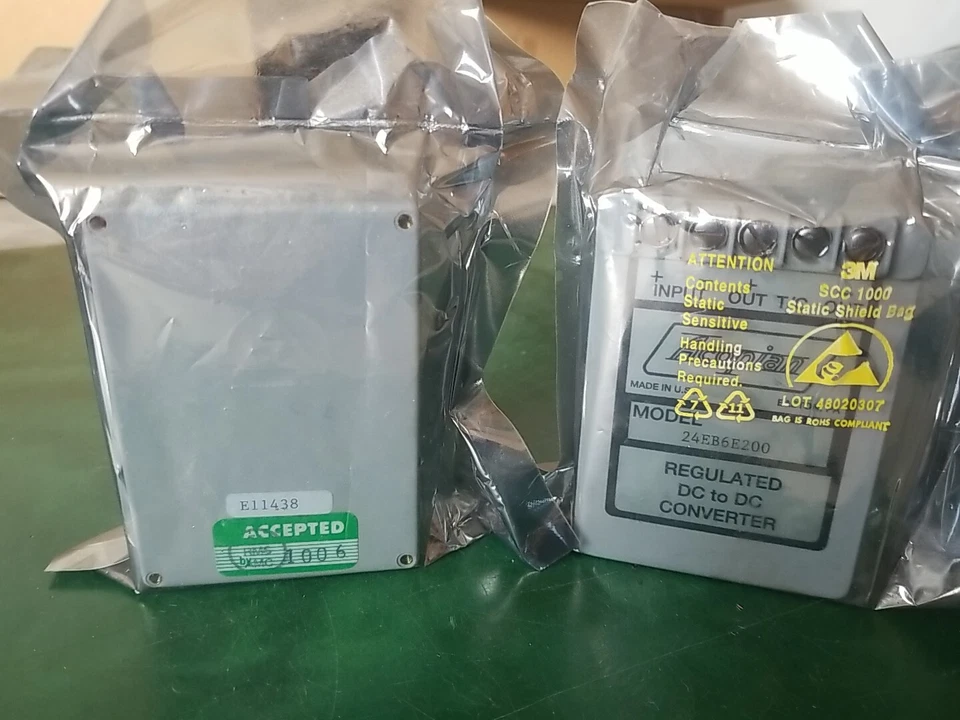 E11438
ACCEPTED
1006
ATTENTION
Contents
Static
Sensitive
Handling
Precautions
Required.
7 11
3M
SCC 1000
Static Shield Bag
LOT 48020307
BAG IS ROHS COMPLIANT
+ +
INPUT OUT
Acopian
MADE IN U.S.
MODEL
24EB6E200
REGULATED
DC to DC
CONVERTER